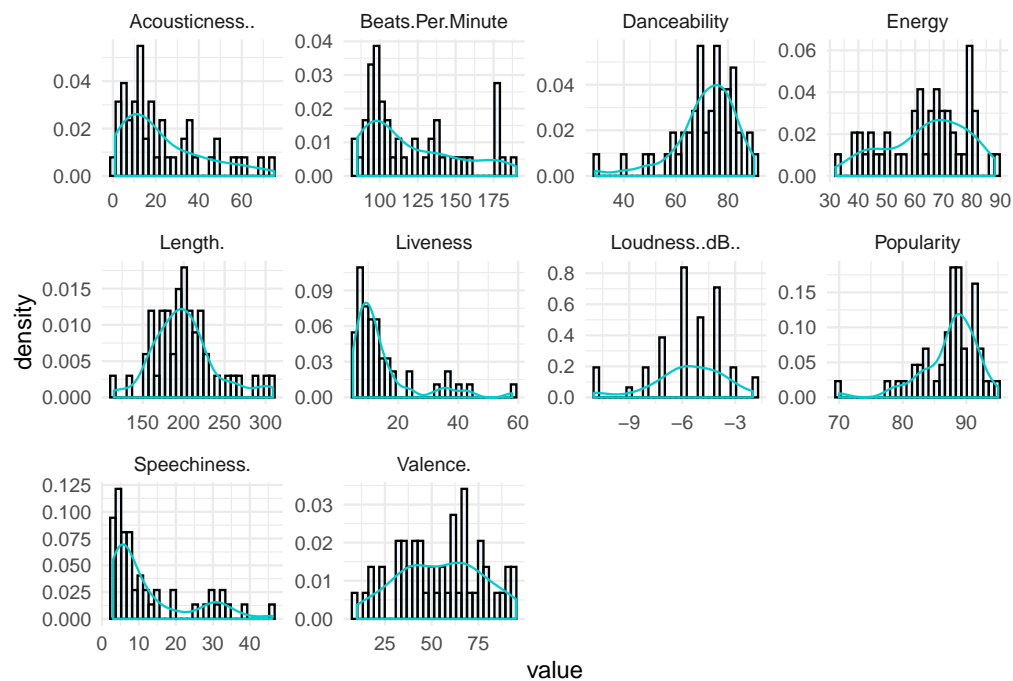 Acousticness.. Beats.Per.Minute Danceability Energy
0.04 0.02 0.00
0.04 0.03 0.02 0.01 0.00
0.04 0.02 0.00
0.06 0.04 0.02 0.00
0 20 40 60
100 125 150 175
40 60 80
30 40 50 60 70 80 90
Length. Liveness Loudness..dB.. Popularity
0.015 0.010 0.005 0.000
0.09 0.06 0.03 0.00
0.8 0.6 0.4 0.2 0.0
0.15 0.10 0.05 0.00
150 200 250 300
20 40 60
−9 −6 −3
70 80 90
density
Speechiness. Valence.
0.125 0.100 0.075 0.050 0.025 0.000
0.03 0.02 0.01 0.00
0 10 20 30 40
25 50 75
value